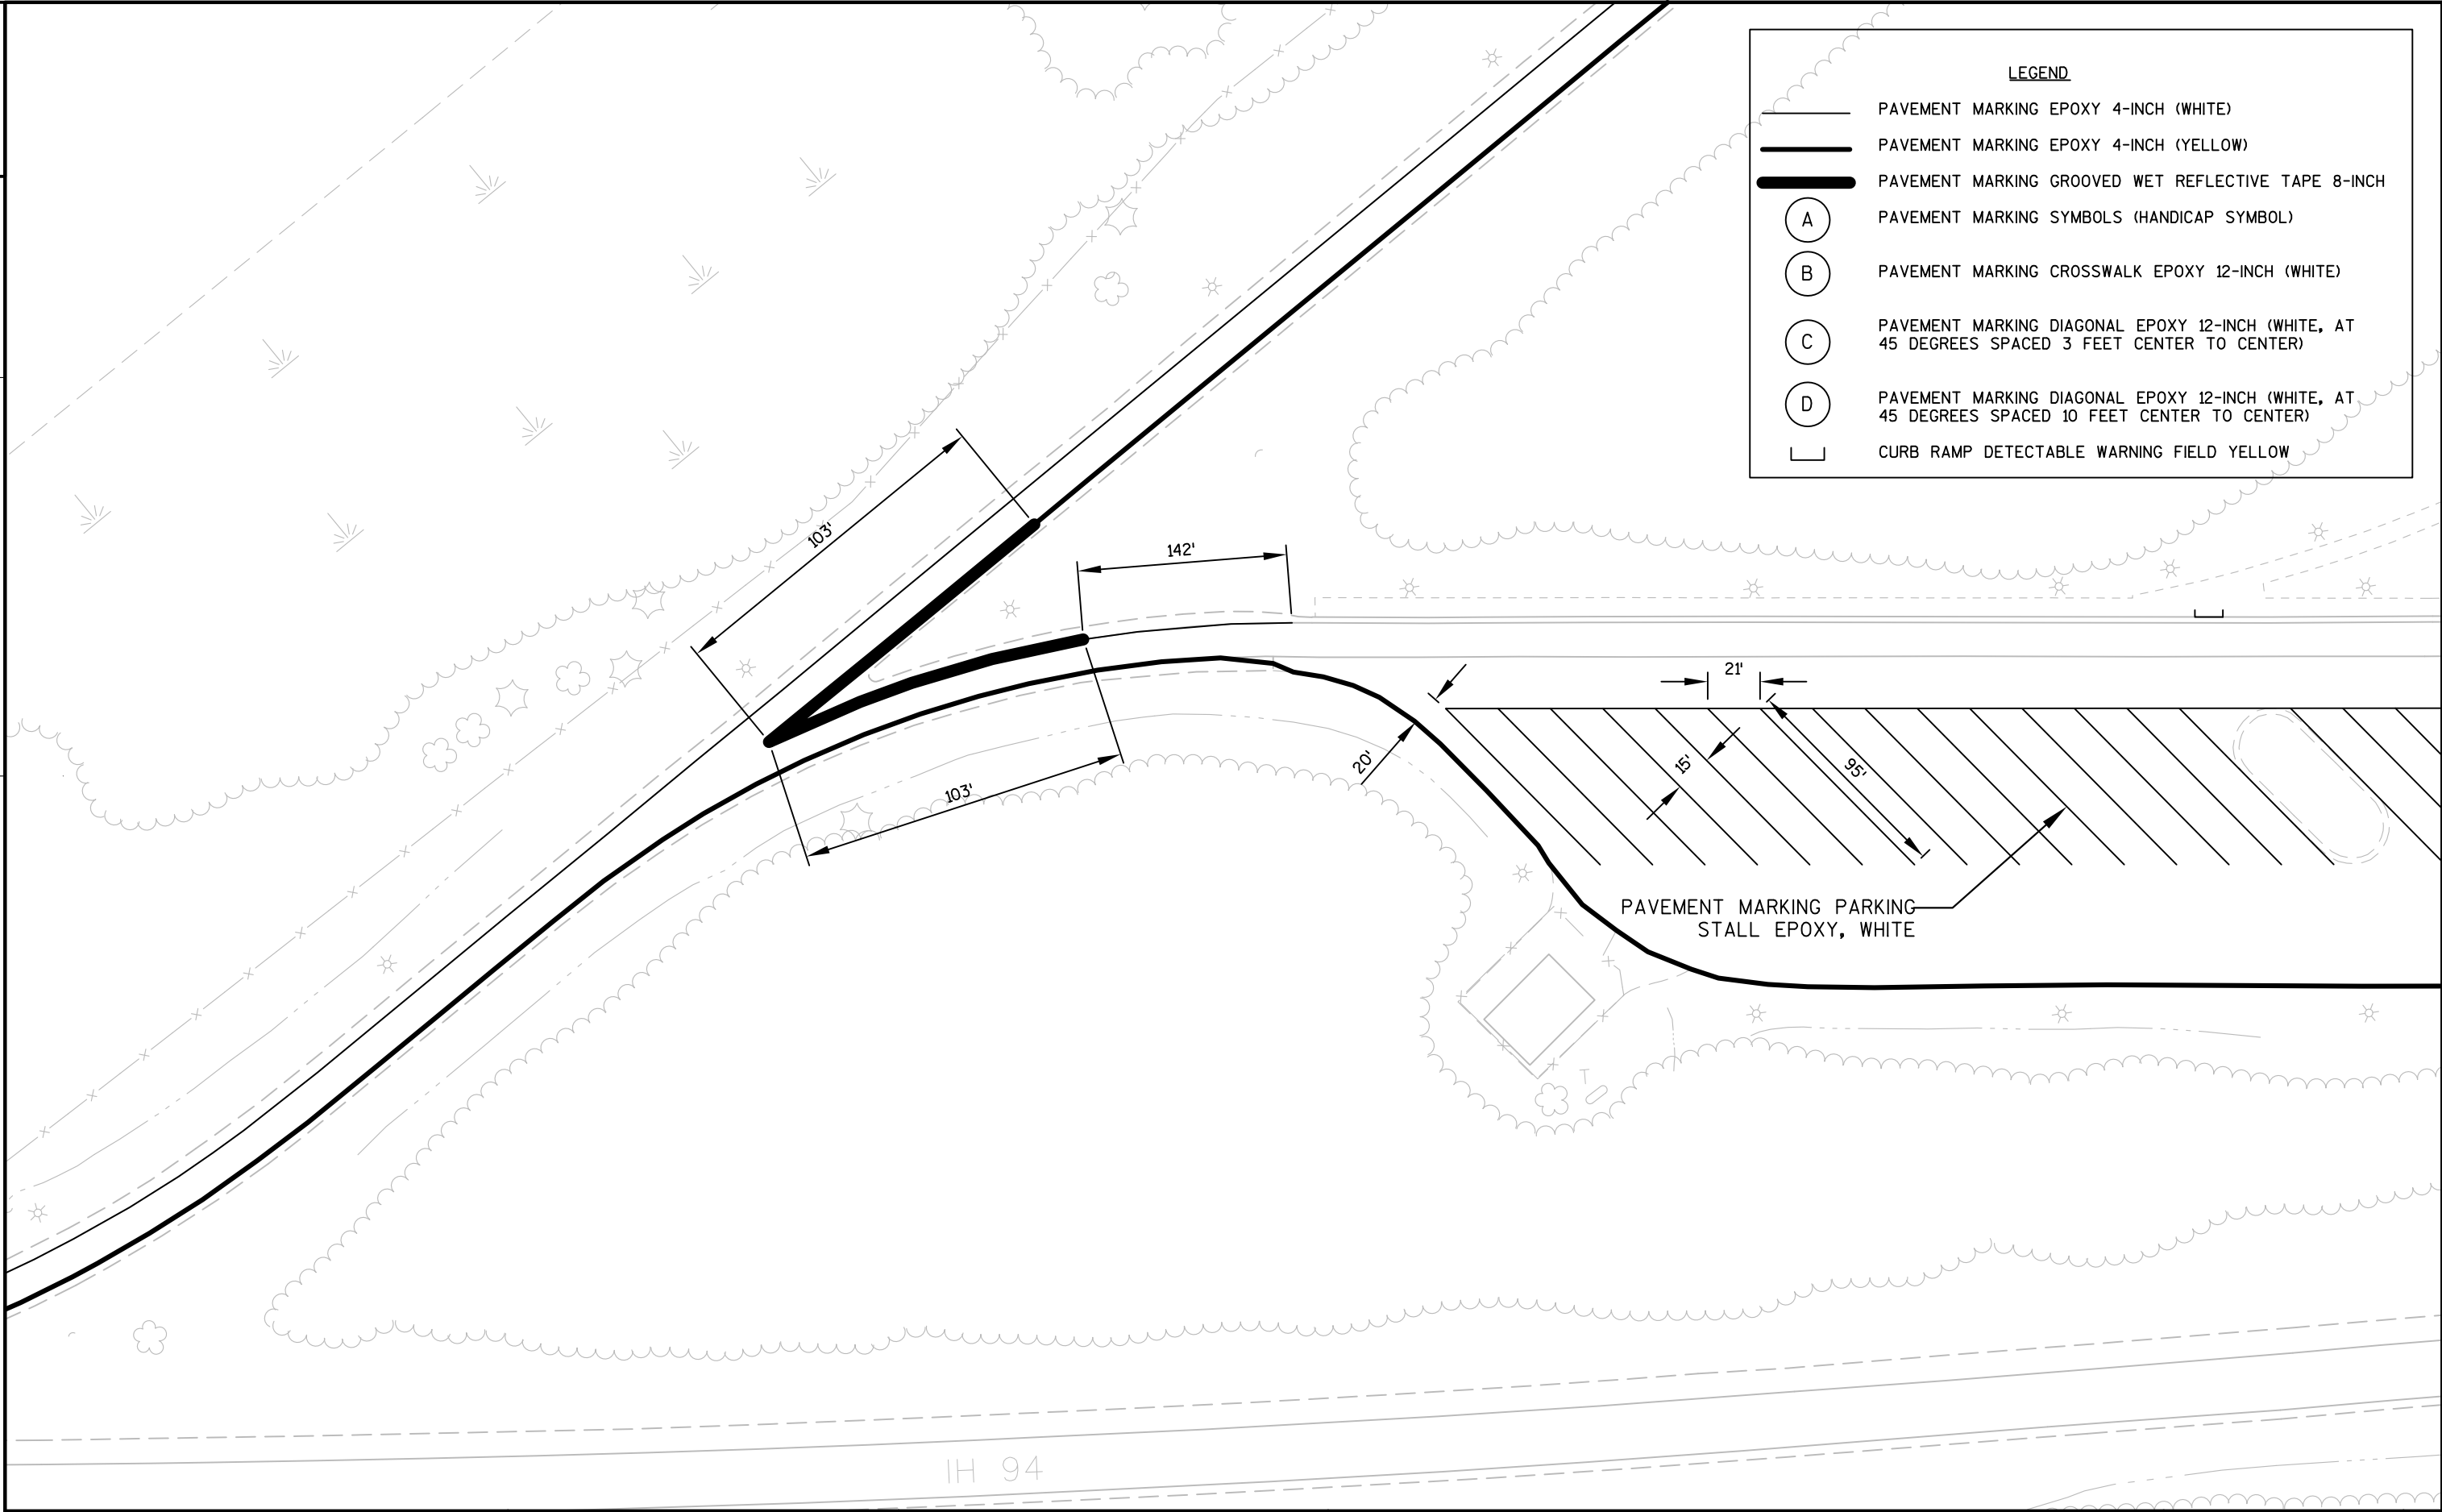 LEGEND
PAVEMENT MARKING EPOXY 4-INCH (WHITE)
PAVEMENT MARKING EPOXY 4-INCH (YELLOW)
PAVEMENT MARKING GROOVED WET REFLECTIVE TAPE 8-INCH
A PAVEMENT MARKING SYMBOLS (HANDICAP SYMBOL)
B PAVEMENT MARKING CROSSWALK EPOXY 12-INCH (WHITE)
C PAVEMENT MARKING DIAGONAL EPOXY 12-INCH (WHITE, AT
45 DEGREES SPACED 3 FEET CENTER TO CENTER)
D PAVEMENT MARKING DIAGONAL EPOXY 12-INCH (WHITE, AT
45 DEGREES SPACED 10 FEET CENTER TO CENTER)
CURB RAMP DETECTABLE WARNING FIELD YELLOW
103'
142'
21'
20'
15'
95'
103'
PAVEMENT MARKING PARKING
STALL EPOXY, WHITE
T
IH 94